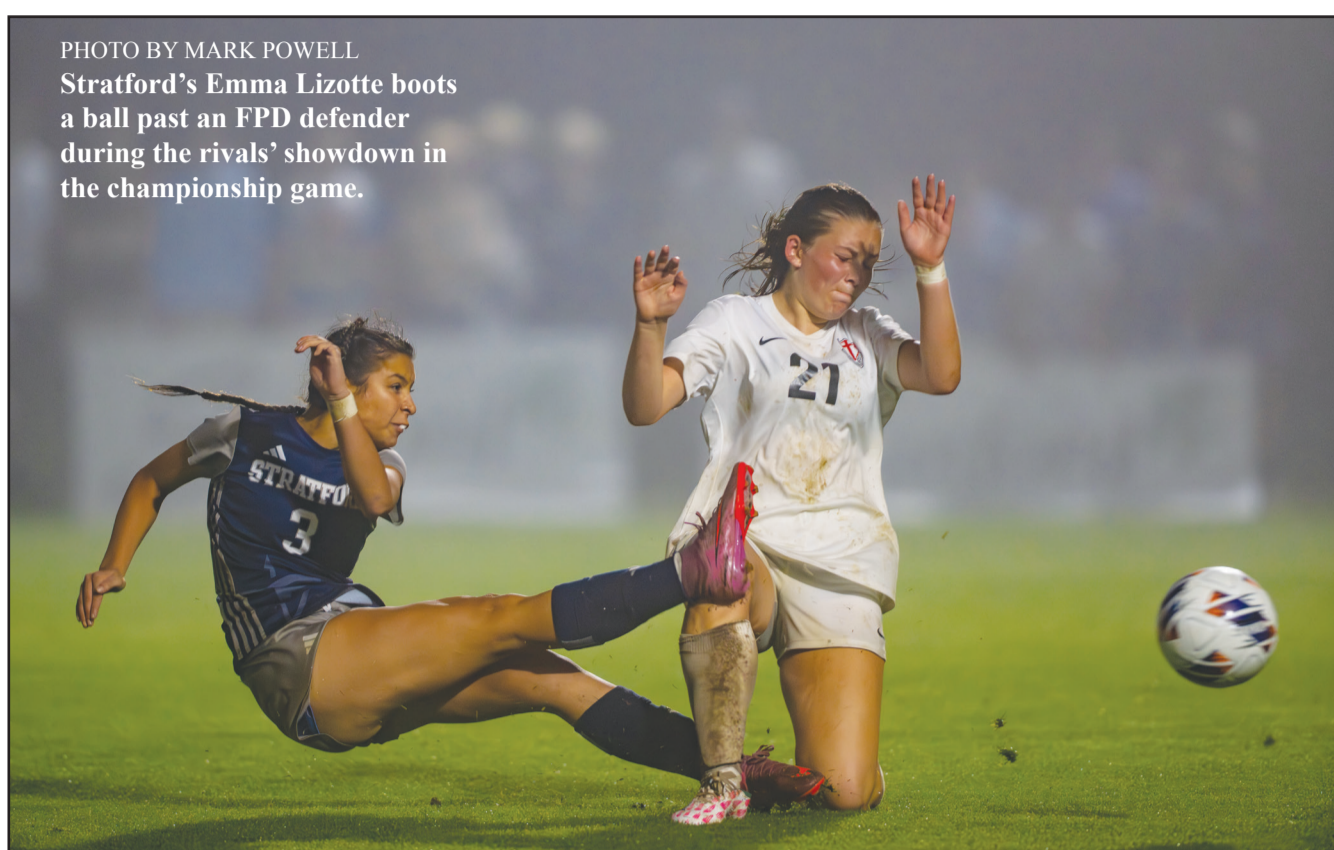 PHOTO BY MARK POWELL
Stratford’s Emma Lizotte boots
a ball past an FPD defender
during the rivals’ showdown in
the championship game.
STRATFO
3
21